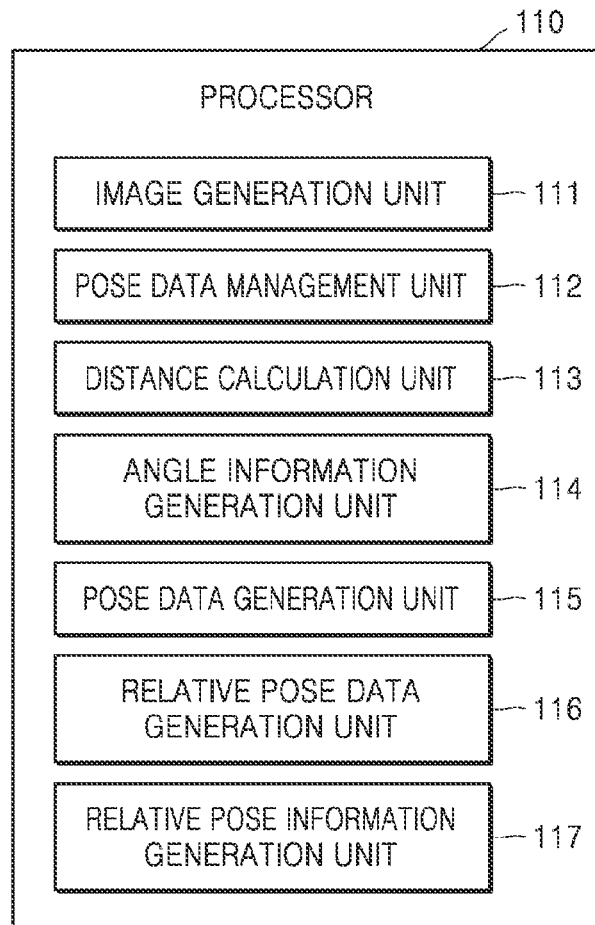 110
PROCESSOR
IMAGE GENERATION UNIT 111
POSE DATA MANAGEMENT UNIT 112
DISTANCE CALCULATION UNIT 113
ANGLE INFORMATION
GENERATION UNIT 114
POSE DATA GENERATION UNIT 115
RELATIVE POSE DATA
GENERATION UNIT 116
RELATIVE POSE INFORMATION
GENERATION UNIT 117